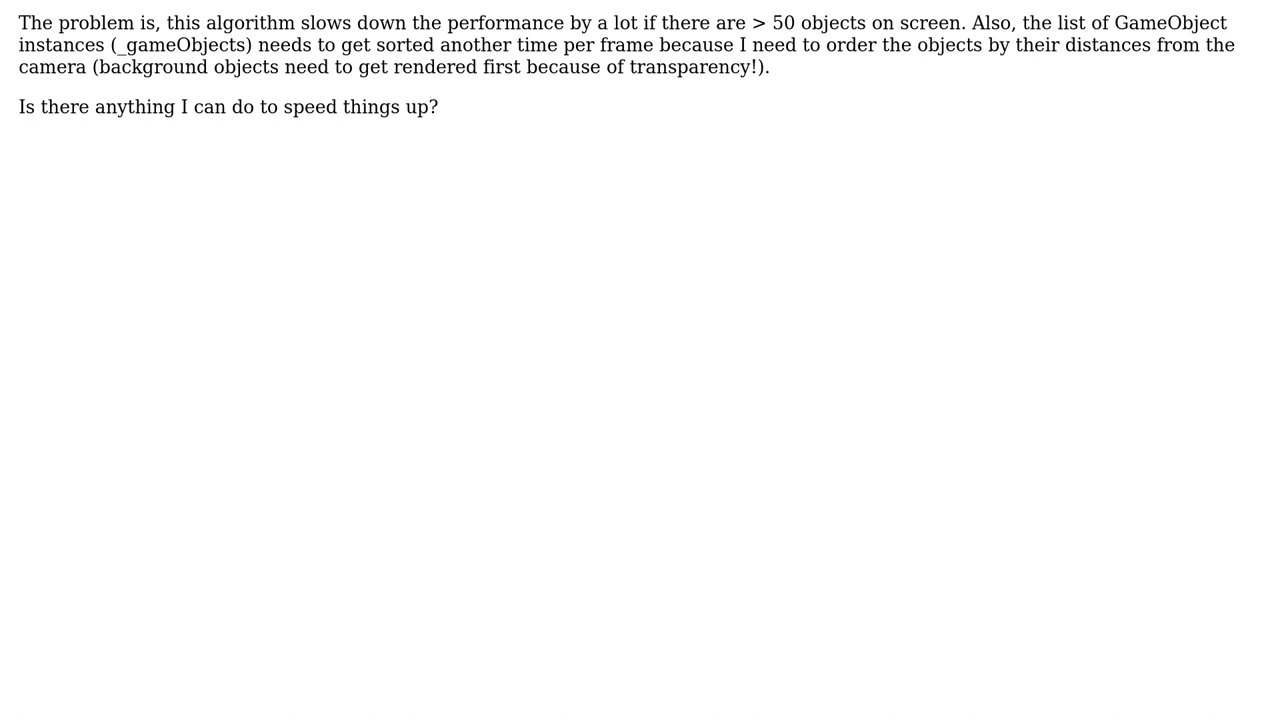 The problem is, this algorithm slows down the performance by a lot if there are > 50 objects on screen. Also, the list of GameObject
instances (_gameObjects) needs to get sorted another time per frame because I need to order the objects by their distances from the
camera (background objects need to get rendered first because of transparency!).
Is there anything I can do to speed things up?